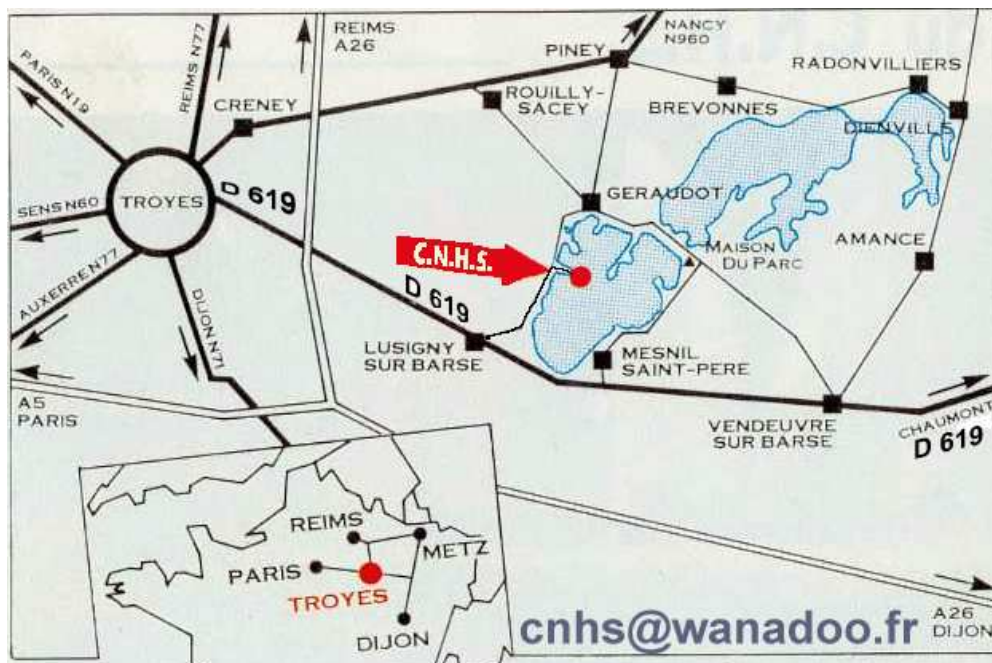 REIMS
A26
NANCY
N960
PARIS N19
REIMS N77
PINEY
RADONVILLIERS
CRENEY
ROUILLY-
SACEY
BREVONNES
DIENVILLE
TROYES
D 619
GERAUDOT
SENS N60
MAISON
DU PARC
AMANCE
C.N.H.S.
AUXERRE N77
DIJON N71
D 619
LUSIGNY
SUR BARSE
MESNIL
SAINT-PERE
A5
PARIS
VENDEUVRE
SUR BARSE
CHAUMONT
D 619
REIMS
METZ
PARIS
TROYES
DIJON
cnhs@wanadoo.fr
A26
DIJON